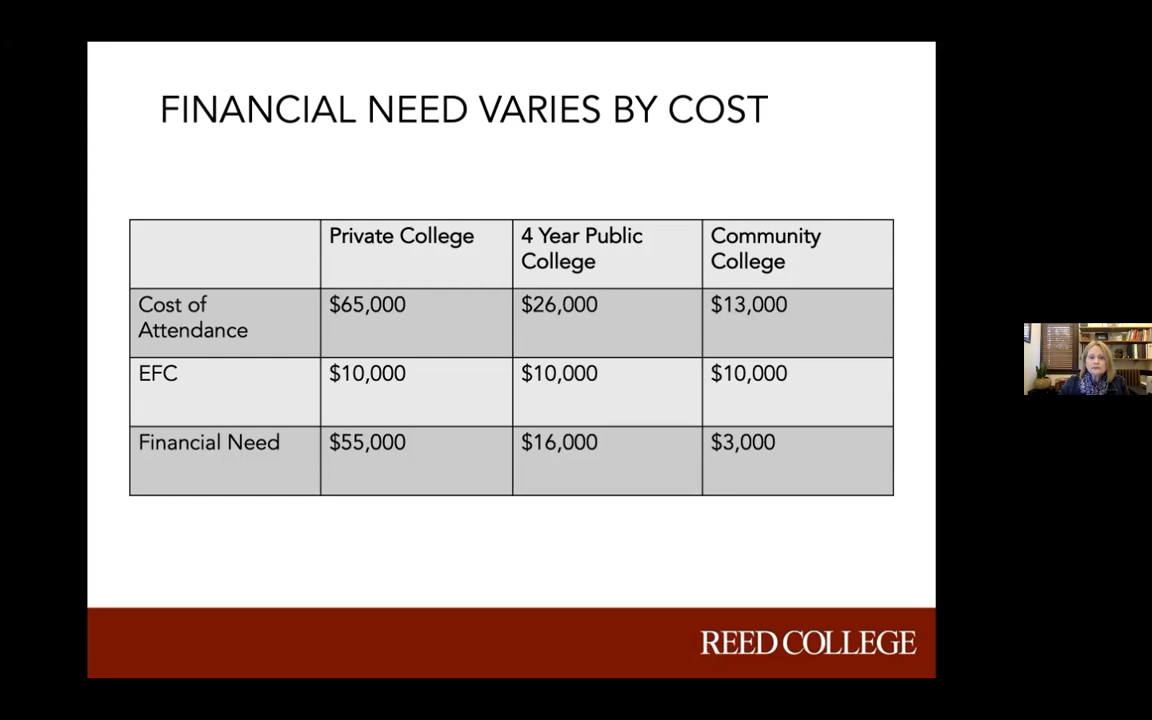 FINANCIAL NEED VARIES BY COST
Private College
4 Year Public
College
Community
College
Cost of
Attendance
$65,000
$26,000
$13,000
EFC
$10,000
$10,000
$10,000
Financial Need
$55,000
$16,000
$3,000
REED COLLEGE